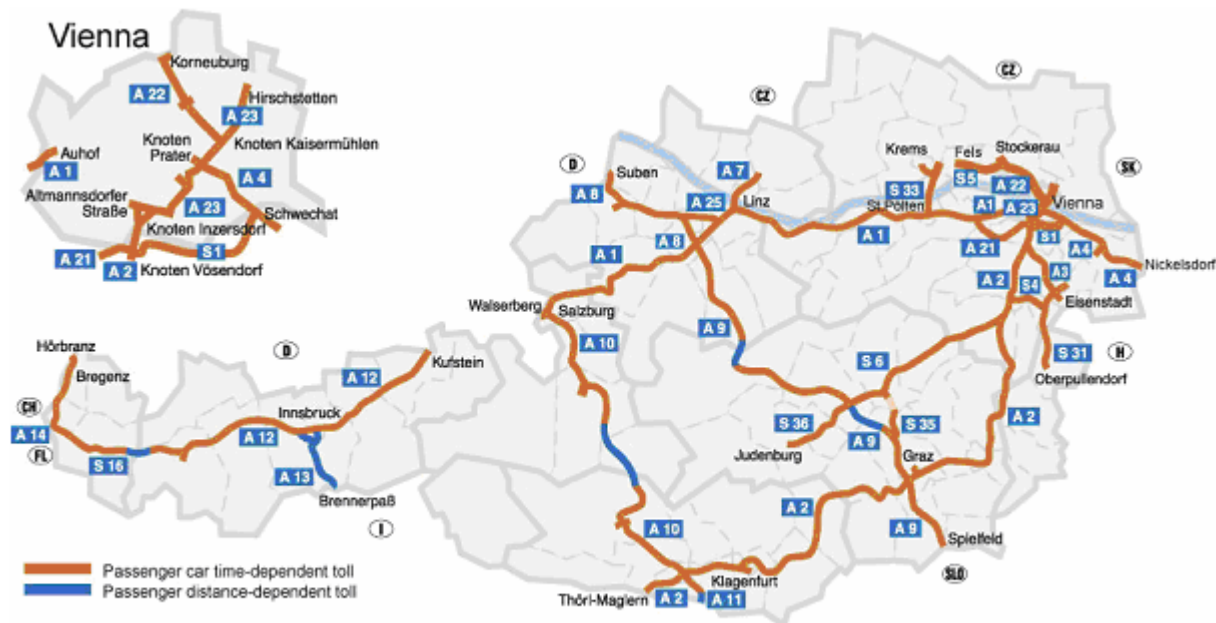 Vienna
Korneuburg
A 22
A 23
Hirschstetten
Knoten Prater
Knoten Kaisermühlen
Auhof
A 1
A 4
Altmannsdorfer
Straße
A 23
Schwechat
Knoten Inzersdorf
S 1
A 21
A 2
Knoten Vösendorf
CZ
CZ
D
Suben
A 8
A 7
Linz
A 25
Krems
Fels
Stockerau
SK
S 5
S 33
A 22
Vienna
St.Pölten
A1
A 23
A 8
A 1
A 1
A 21
S1
A4
Nickelsdorf
A 4
A 2
S4
A3
Eisenstadt
Walserberg
Salzburg
A 10
A 9
S 6
S 31
H
Oberpullendorf
Hörbranz
D
Bregenz
A 12
Kufstein
CH
Innsbruck
A 14
FL
A 12
S 16
A 13
Brennerpaß
I
S 36
A 9
S 35
A 2
Judenburg
Graz
A 2
A 10
A 9
Spielfeld
SLO
Klagenfurt
Thörl-Maglern
A 2
A 11
Passenger car time-dependent toll
Passenger distance-dependent toll